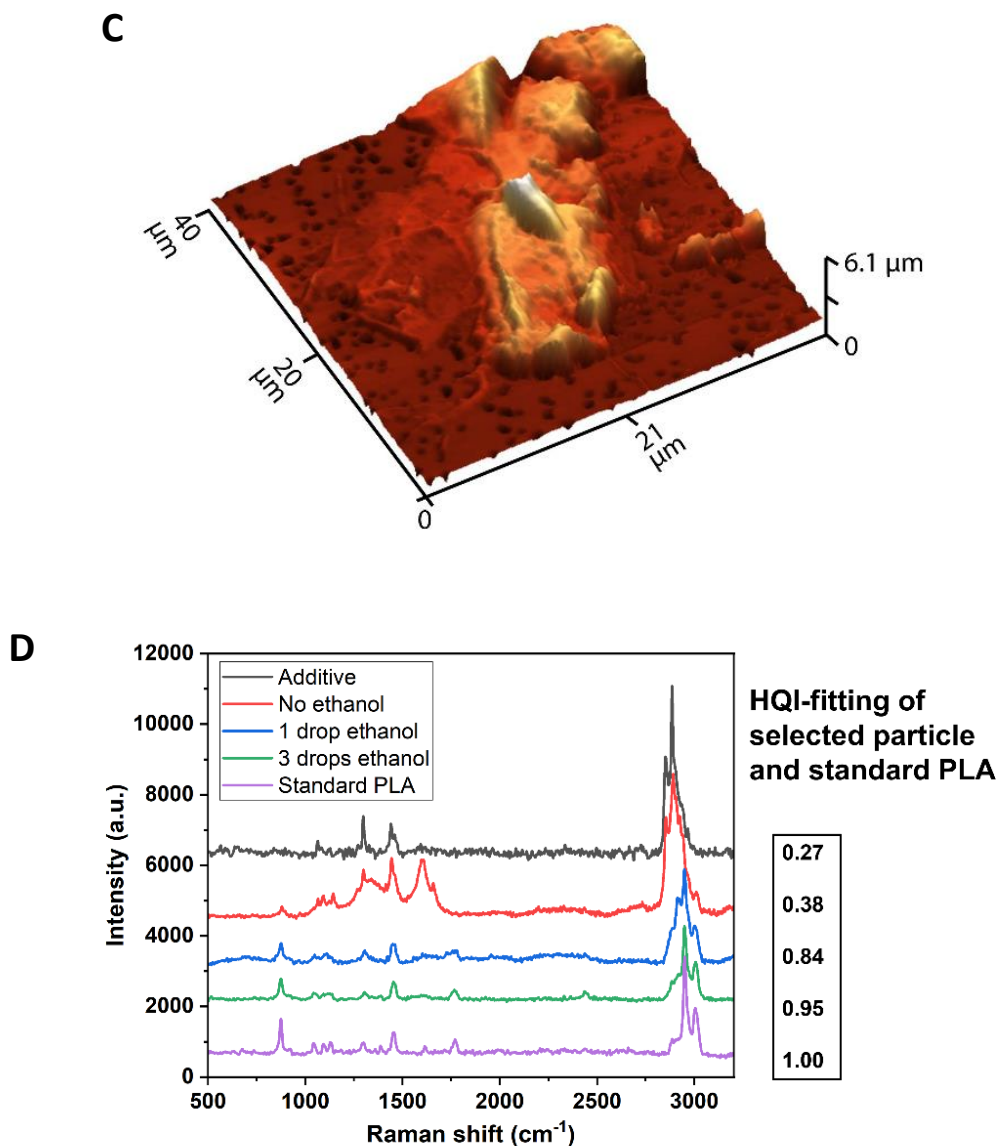 C
40
µm
20
µm
0
21
µm
6.1 µm
0
D
12000
10000
8000
6000
4000
2000
0
Intensity (a.u.)
Additive
No ethanol
1 drop ethanol
3 drops ethanol
Standard PLA
500
1000
1500
2000
2500
3000
Raman shift (cm⁻¹)
HQI-fitting of
selected particle
and standard PLA
0.27
0.38
0.84
0.95
1.00